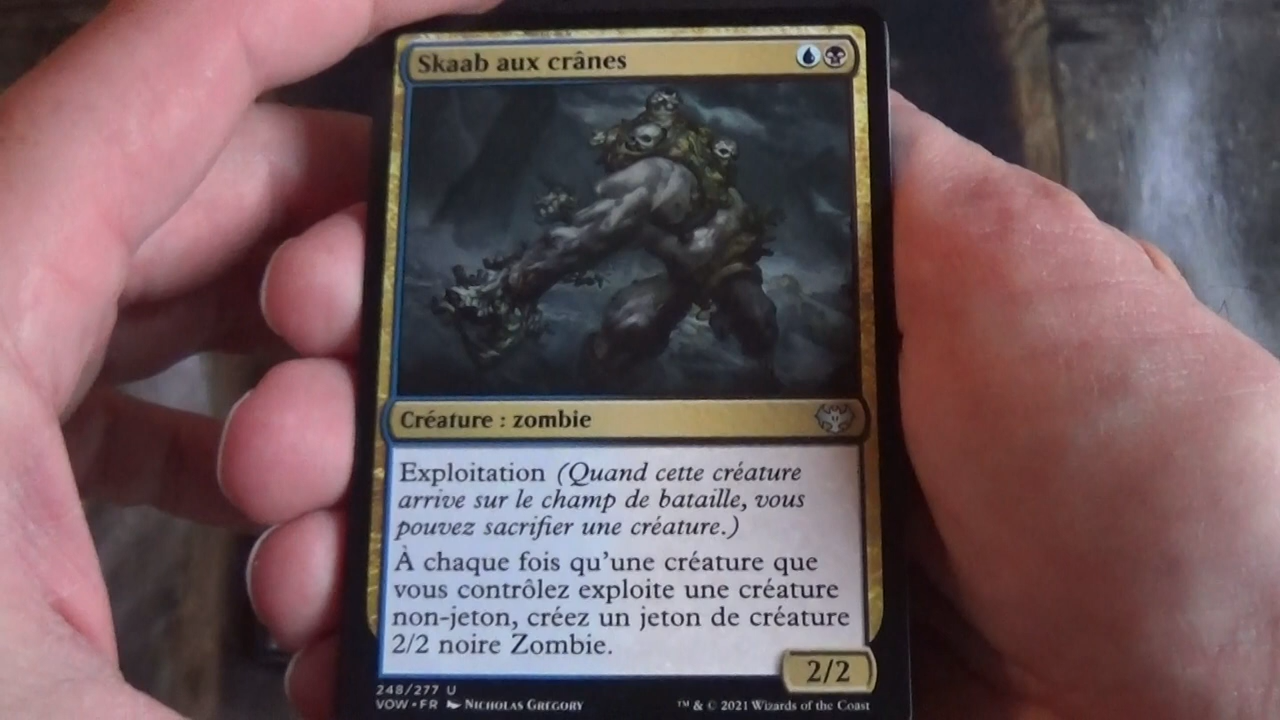 Skaab aux crânes
Créature : zombie
Exploitation (Quand cette créature
arrive sur le champ de bataille, vous
pouvez sacrifier une créature.)
À chaque fois qu'une créature que
vous contrôlez exploite une créature
non-jeton, créez un jeton de créature
2/2 noire Zombie.
2/2
248/277 U
VOW • FR Nicholas Gregory
™ & © 2021 Wizards of the Coast